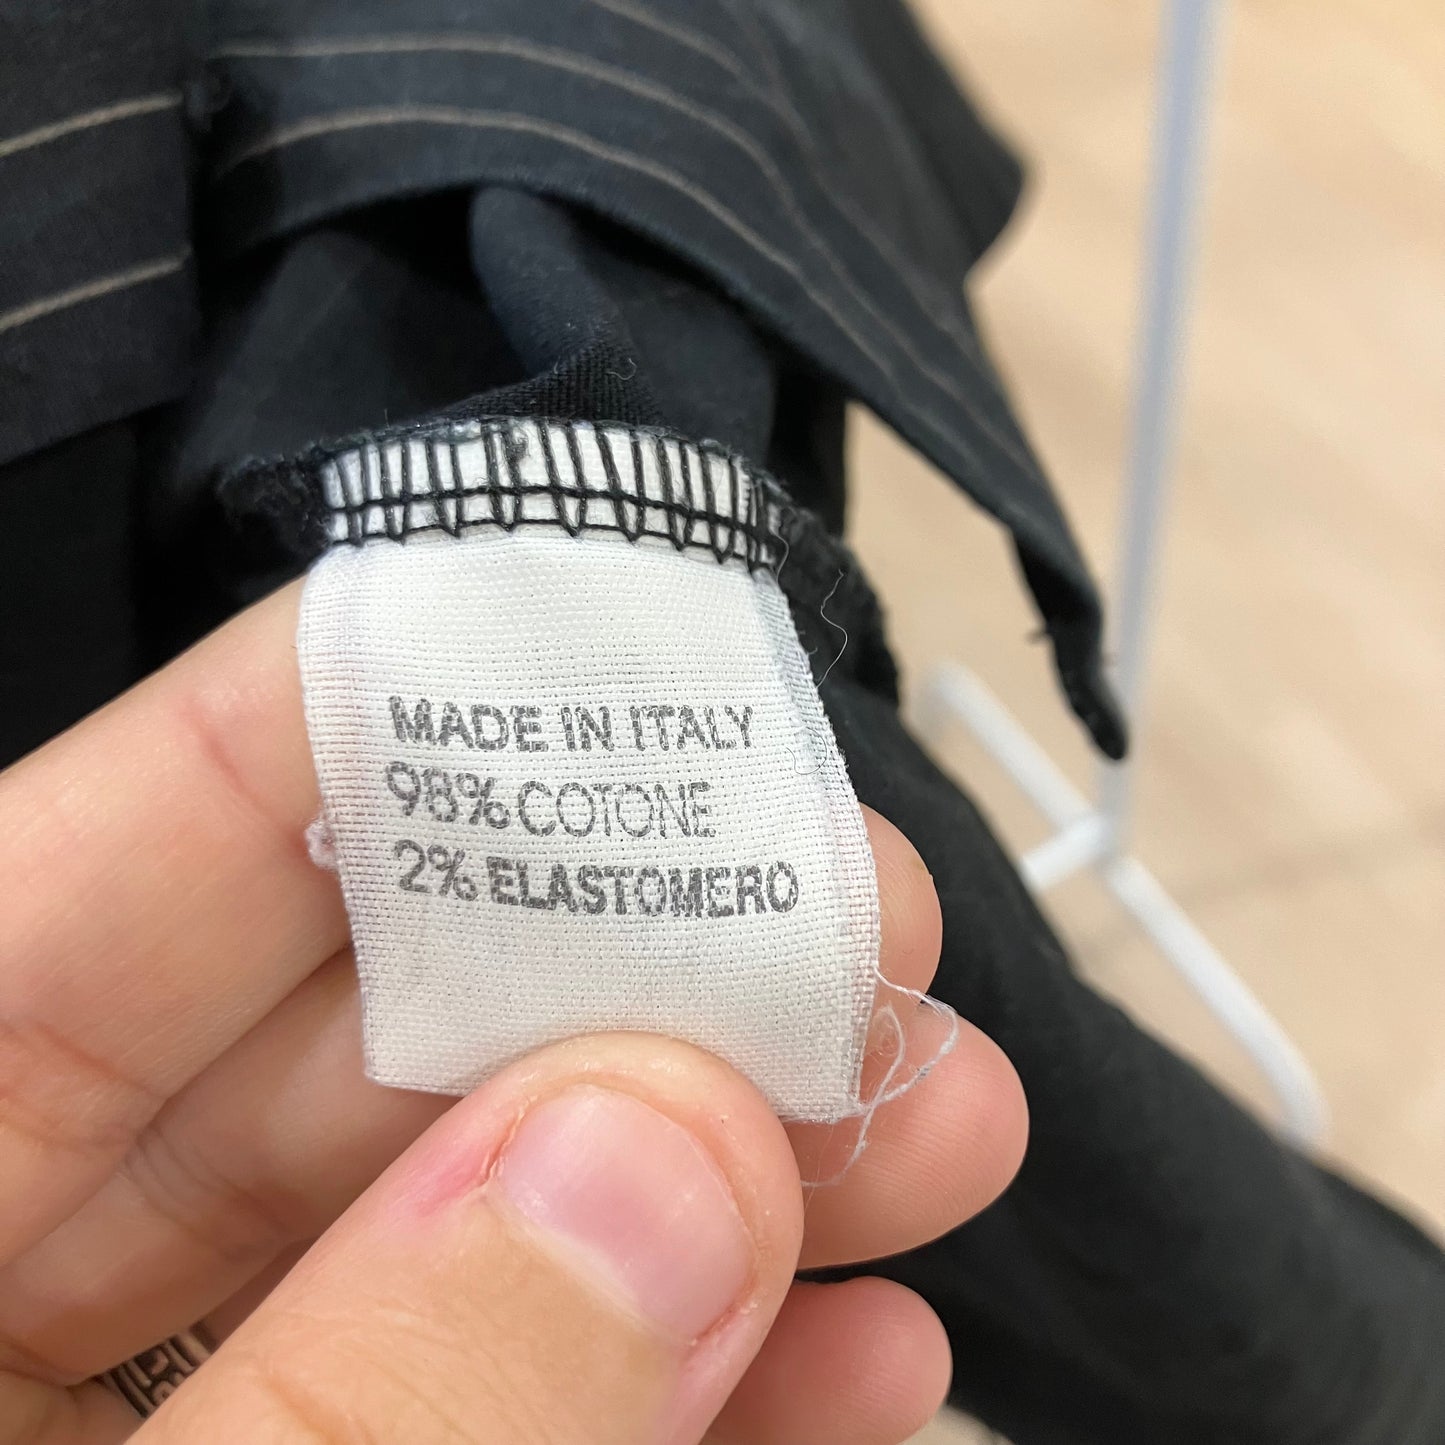 MADE IN ITALY
98% COTONE
2% ELASTOMERO